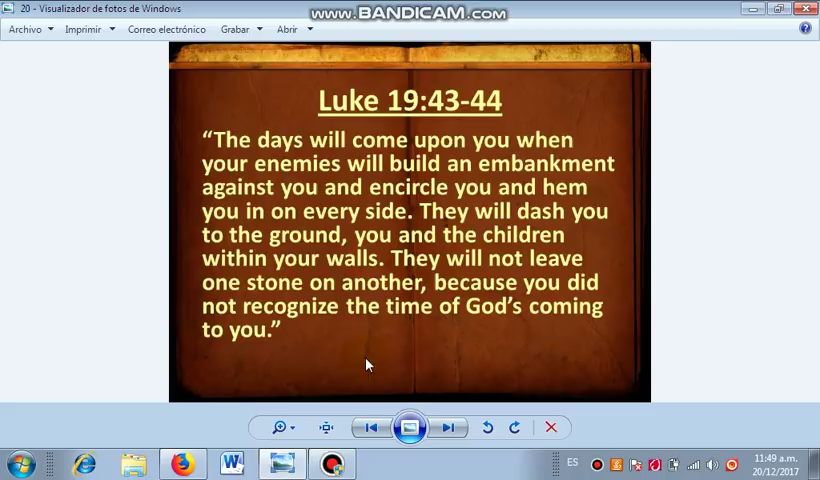 20 - Visualizador de fotos de Windows
www.BANDICAM.com
Archivo Imprimir Correo electrónico Grabar Abrir
Luke 19:43-44
“The days will come upon you when
your enemies will build an embankment
against you and encircle you and hem
you in on every side. They will dash you
to the ground, you and the children
within your walls. They will not leave
one stone on another, because you did
not recognize the time of God’s coming
to you.”
ES
11:49 a.m.
20/12/2017